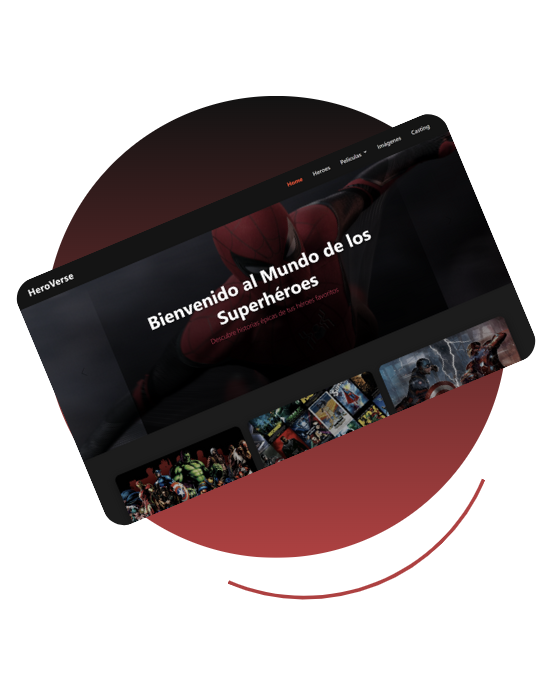 HeroVerse
Home Heroes Películas Imágenes Casting
Bienvenido al Mundo de los
Superhéroes
Descubre historias épicas de tus héroes favoritos